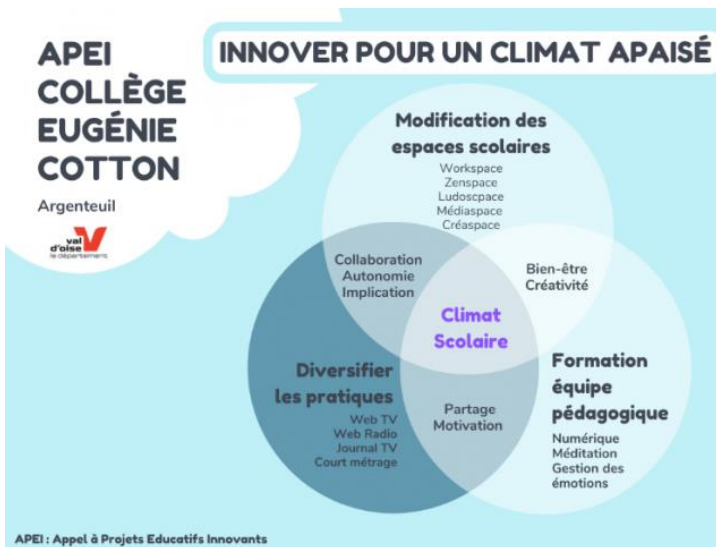 APEI
COLLÈGE
EUGÉNIE
COTTON
Argenteuil
val
d'oise
le département
INNOVER POUR UN CLIMAT APAISÉ
Modification des
espaces scolaires
Workspace
Zenspace
Ludoscpace
Médiaspace
Créaspace
Collaboration
Autonomie
Implication
Bien-être
Créativité
Climat
Scolaire
Diversifier
les pratiques
Web TV
Web Radio
Journal TV
Court métrage
Partage
Motivation
Formation
équipe
pédagogique
Numérique
Méditation
Gestion des
émotions
APEI : Appel à Projets Educatifs Innovants